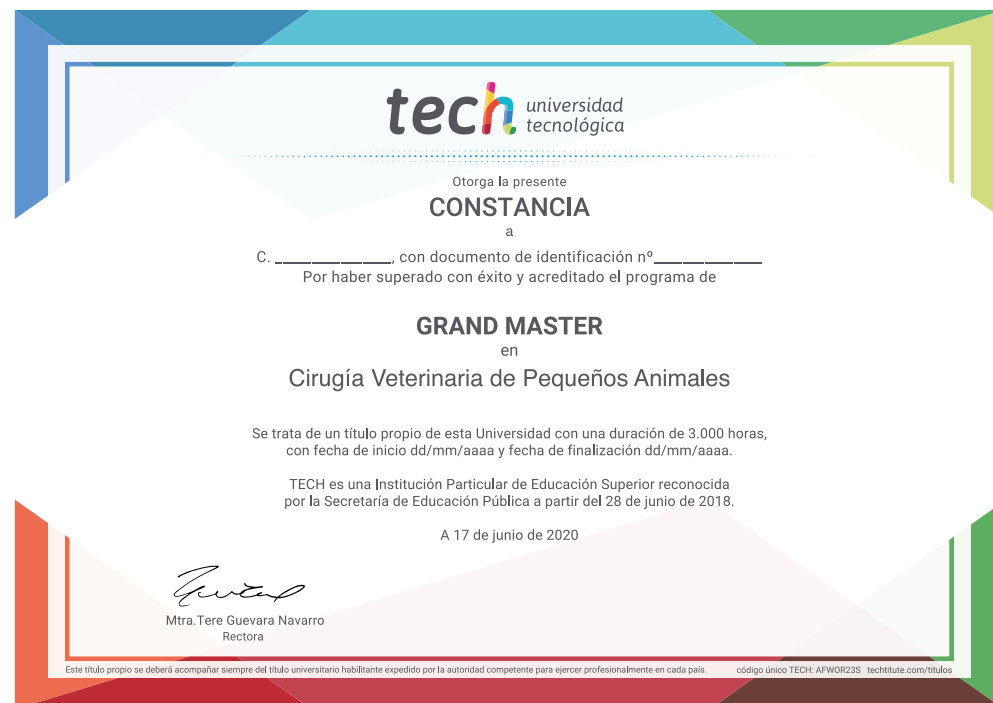 tech universidad
tecnológica
Otorga la presente
CONSTANCIA
a
C. ______________, con documento de identificación nº_____________
Por haber superado con éxito y acreditado el programa de
GRAND MASTER
en
Cirugía Veterinaria de Pequeños Animales
Se trata de un título propio de esta Universidad con una duración de 3.000 horas,
con fecha de inicio dd/mm/aaaa y fecha de finalización dd/mm/aaaa.
TECH es una Institución Particular de Educación Superior reconocida
por la Secretaría de Educación Pública a partir del 28 de junio de 2018.
A 17 de junio de 2020
Mtra.Tere Guevara Navarro
Rectora
Este título propio se deberá acompañar siempre del título universitario habilitante expedido por la autoridad competente para ejercer profesionalmente en cada país.
código único TECH: AFWOR23S techtitute.com/titulos